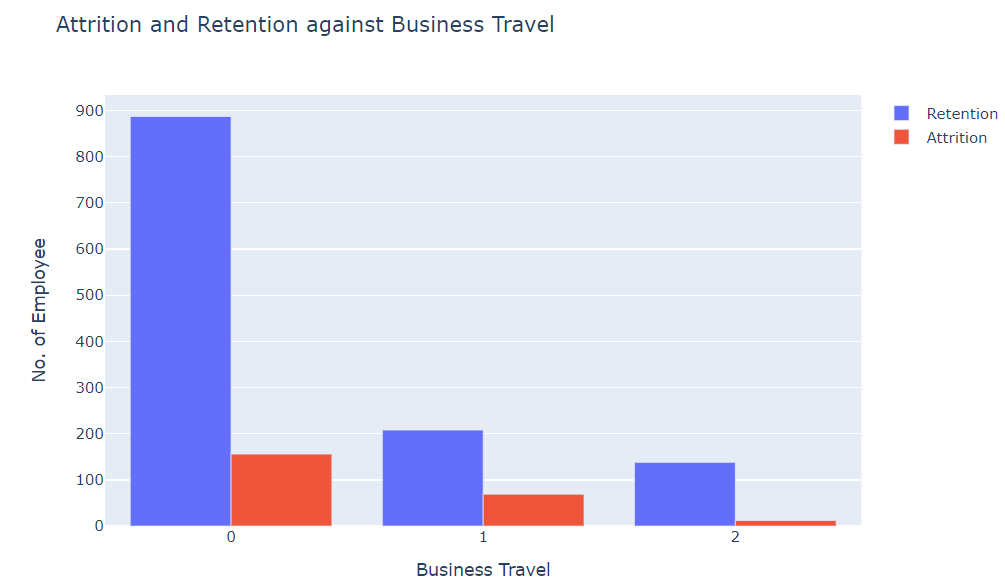 Attrition and Retention against Business Travel
Retention
Attrition
900
800
700
600
500
400
300
200
100
0
No. of Employee
0 1 2
Business Travel